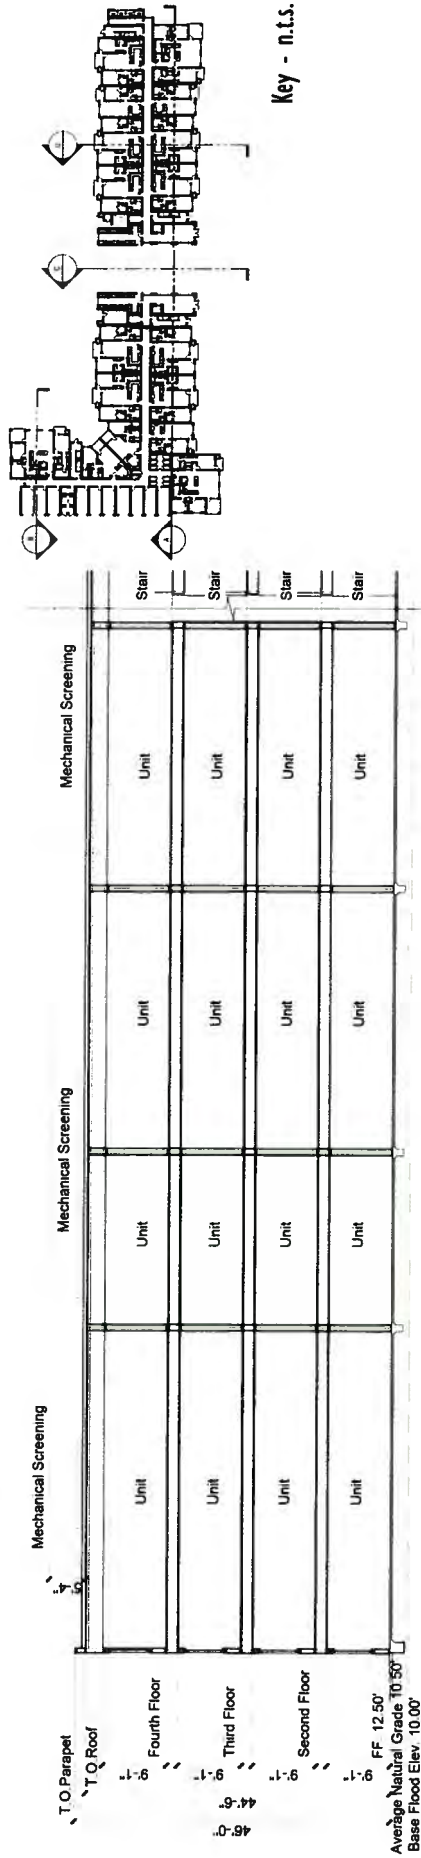 Key - n.t.s.
B
A
C
D
Mechanical Screening
Mechanical Screening
Mechanical Screening
T.O.Parapet
T.O.Roof
Fourth Floor
Third Floor
Second Floor
FF 12.50'
Average Natural Grade 10.50'
Base Flood Elev. 10.00'
9'-1"
9'-1"
9'-1"
9'-1"
44'-6"
46'-0"
Unit
Unit
Unit
Unit
Stair
Unit
Unit
Unit
Unit
Stair
Unit
Unit
Unit
Unit
Stair
Unit
Unit
Unit
Unit
Stair